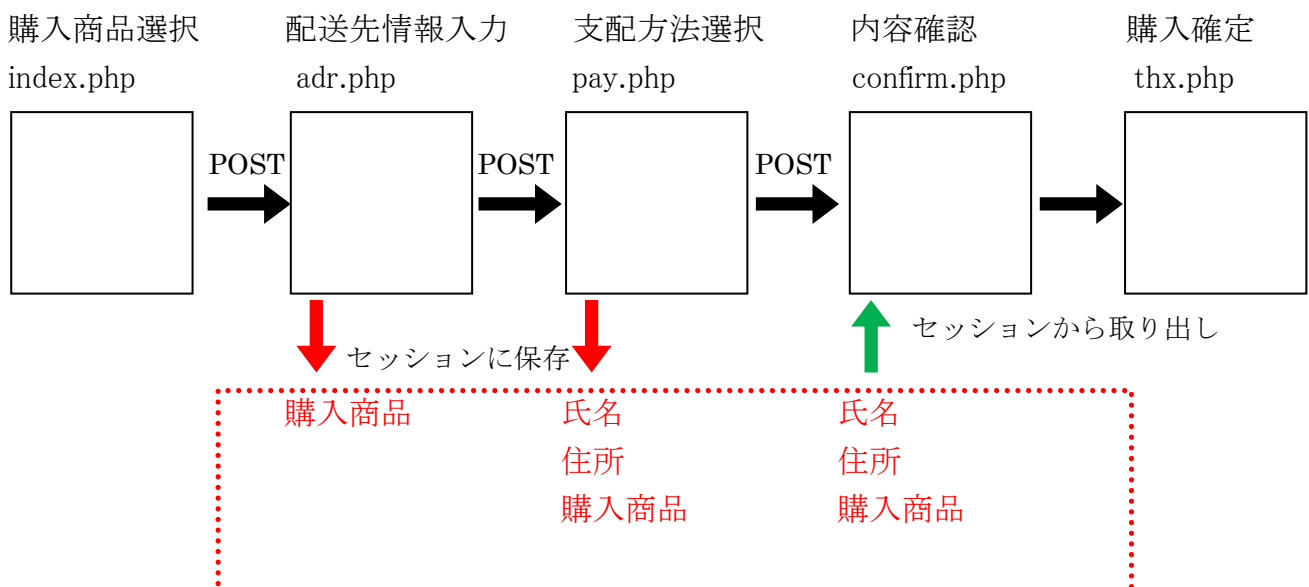 購入商品選択 配送先情報入力 支配方法選択 内容確認 購入確定
index.php adr.php pay.php confirm.php thx.php
POST POST POST
セッションから取り出し
セッションに保存
購入商品 氏名 氏名
住所 住所
購入商品 購入商品